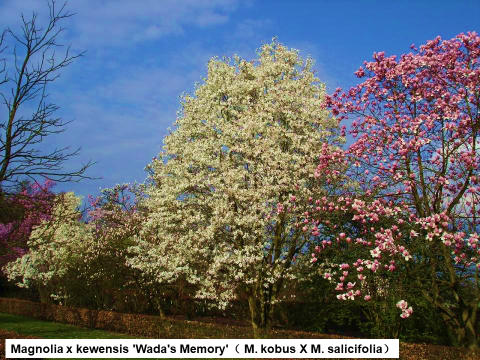 Magnolia x kewensis 'Wada's Memory' ( M. kobus X M. salicifolia)